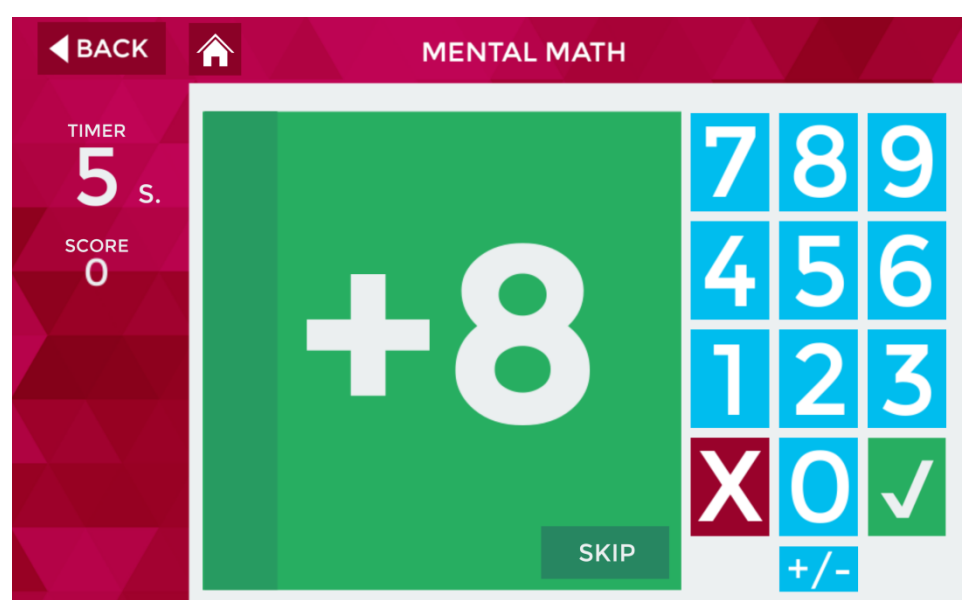 BACK
MENTAL MATH
TIMER
5 s.
SCORE
0
+8
SKIP
7 8 9
4 5 6
1 2 3
X 0 ✓
+/-